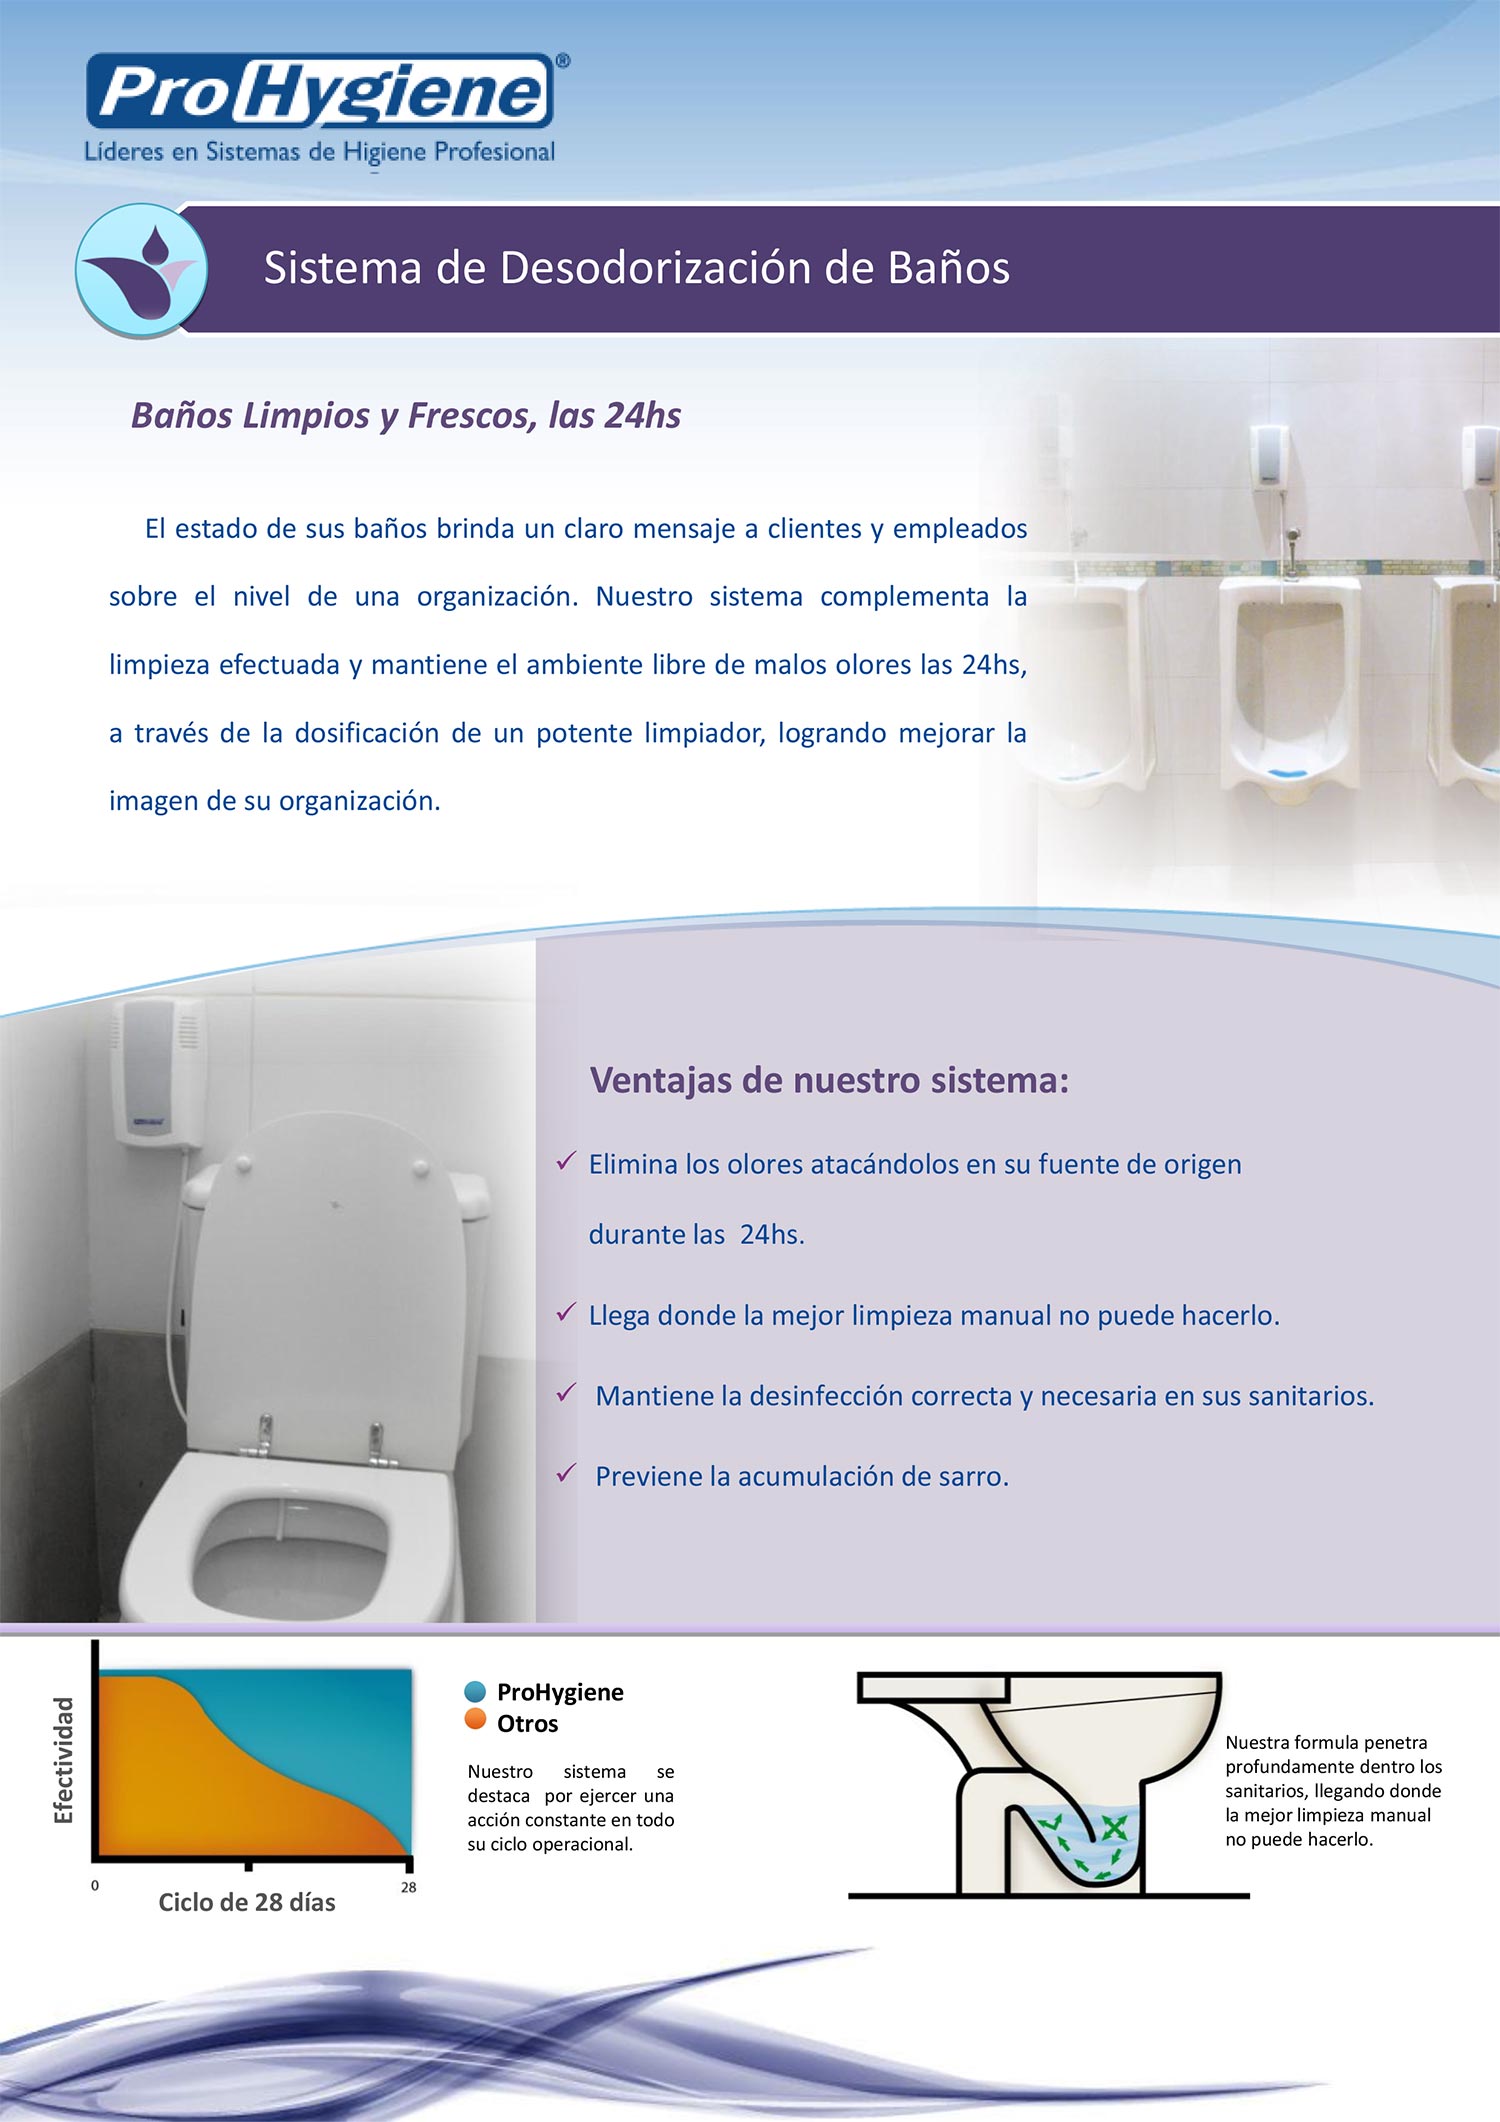 ProHygiene®
Líderes en Sistemas de Higiene Profesional
Sistema de Desodorización de Baños
Baños Limpios y Frescos, las 24hs
El estado de sus baños brinda un claro mensaje a clientes y empleados
sobre el nivel de una organización. Nuestro sistema complementa la
limpieza efectuada y mantiene el ambiente libre de malos olores las 24hs,
a través de la dosificación de un potente limpiador, logrando mejorar la
imagen de su organización.
Ventajas de nuestro sistema:
✓ Elimina los olores atacándolos en su fuente de origen
durante las 24hs.
✓ Llega donde la mejor limpieza manual no puede hacerlo.
✓ Mantiene la desinfección correcta y necesaria en sus sanitarios.
✓ Previene la acumulación de sarro.
Efectividad
0
28
Ciclo de 28 días
ProHygiene
Otros
Nuestro sistema se
destaca por ejercer una
acción constante en todo
su ciclo operacional.
Nuestra formula penetra
profundamente dentro los
sanitarios, llegando donde
la mejor limpieza manual
no puede hacerlo.